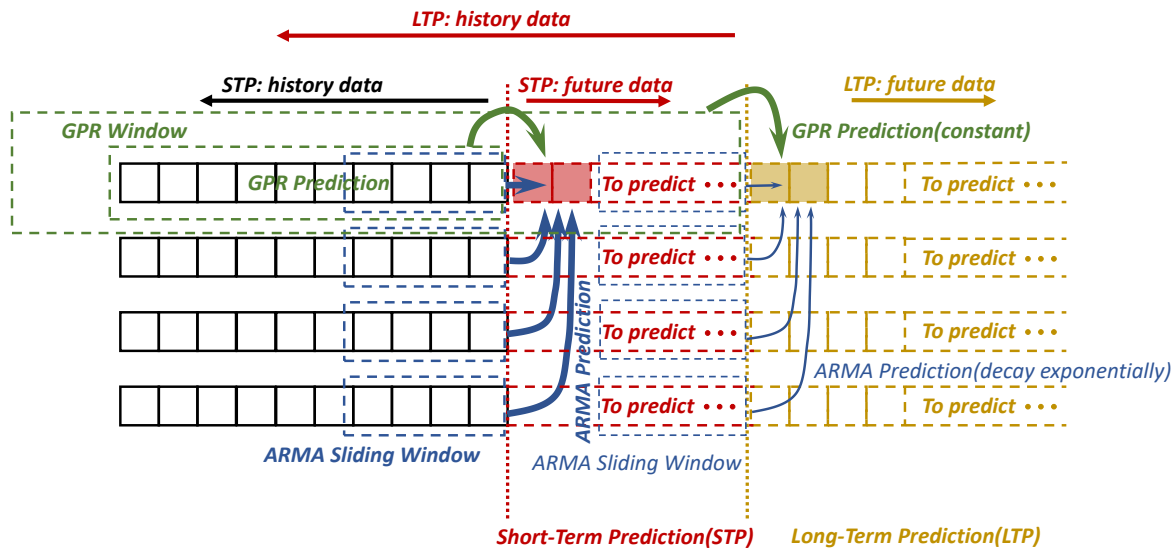 LTP: history data
STP: history data
STP: future data
LTP: future data
GPR Window
GPR Prediction(constant)
GPR Prediction
To predict •••
To predict •••
To predict •••
To predict •••
To predict •••
To predict •••
ARMA Prediction
ARMA Prediction(decay exponentially)
To predict •••
To predict •••
ARMA Sliding Window
ARMA Sliding Window
Short-Term Prediction(STP)
Long-Term Prediction(LTP)